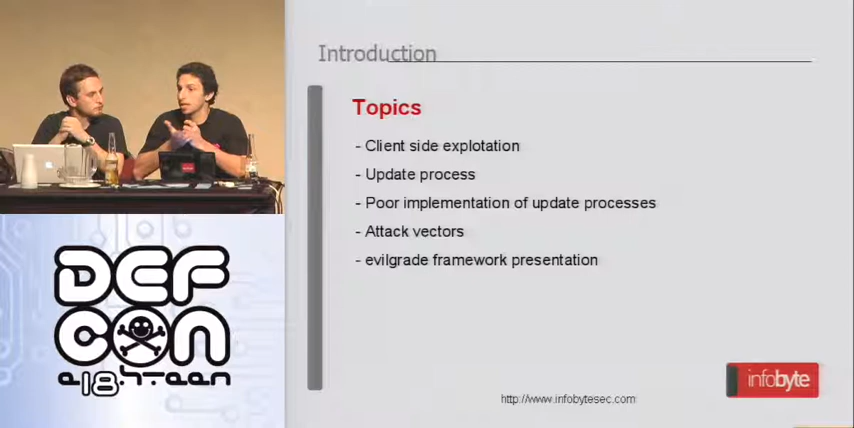 Introduction
Topics
- Client side explotation
- Update process
- Poor implementation of update processes
- Attack vectors
- evilgrade framework presentation
DEF
CON
e18hteen
infobyte
http://www.infobytesec.com